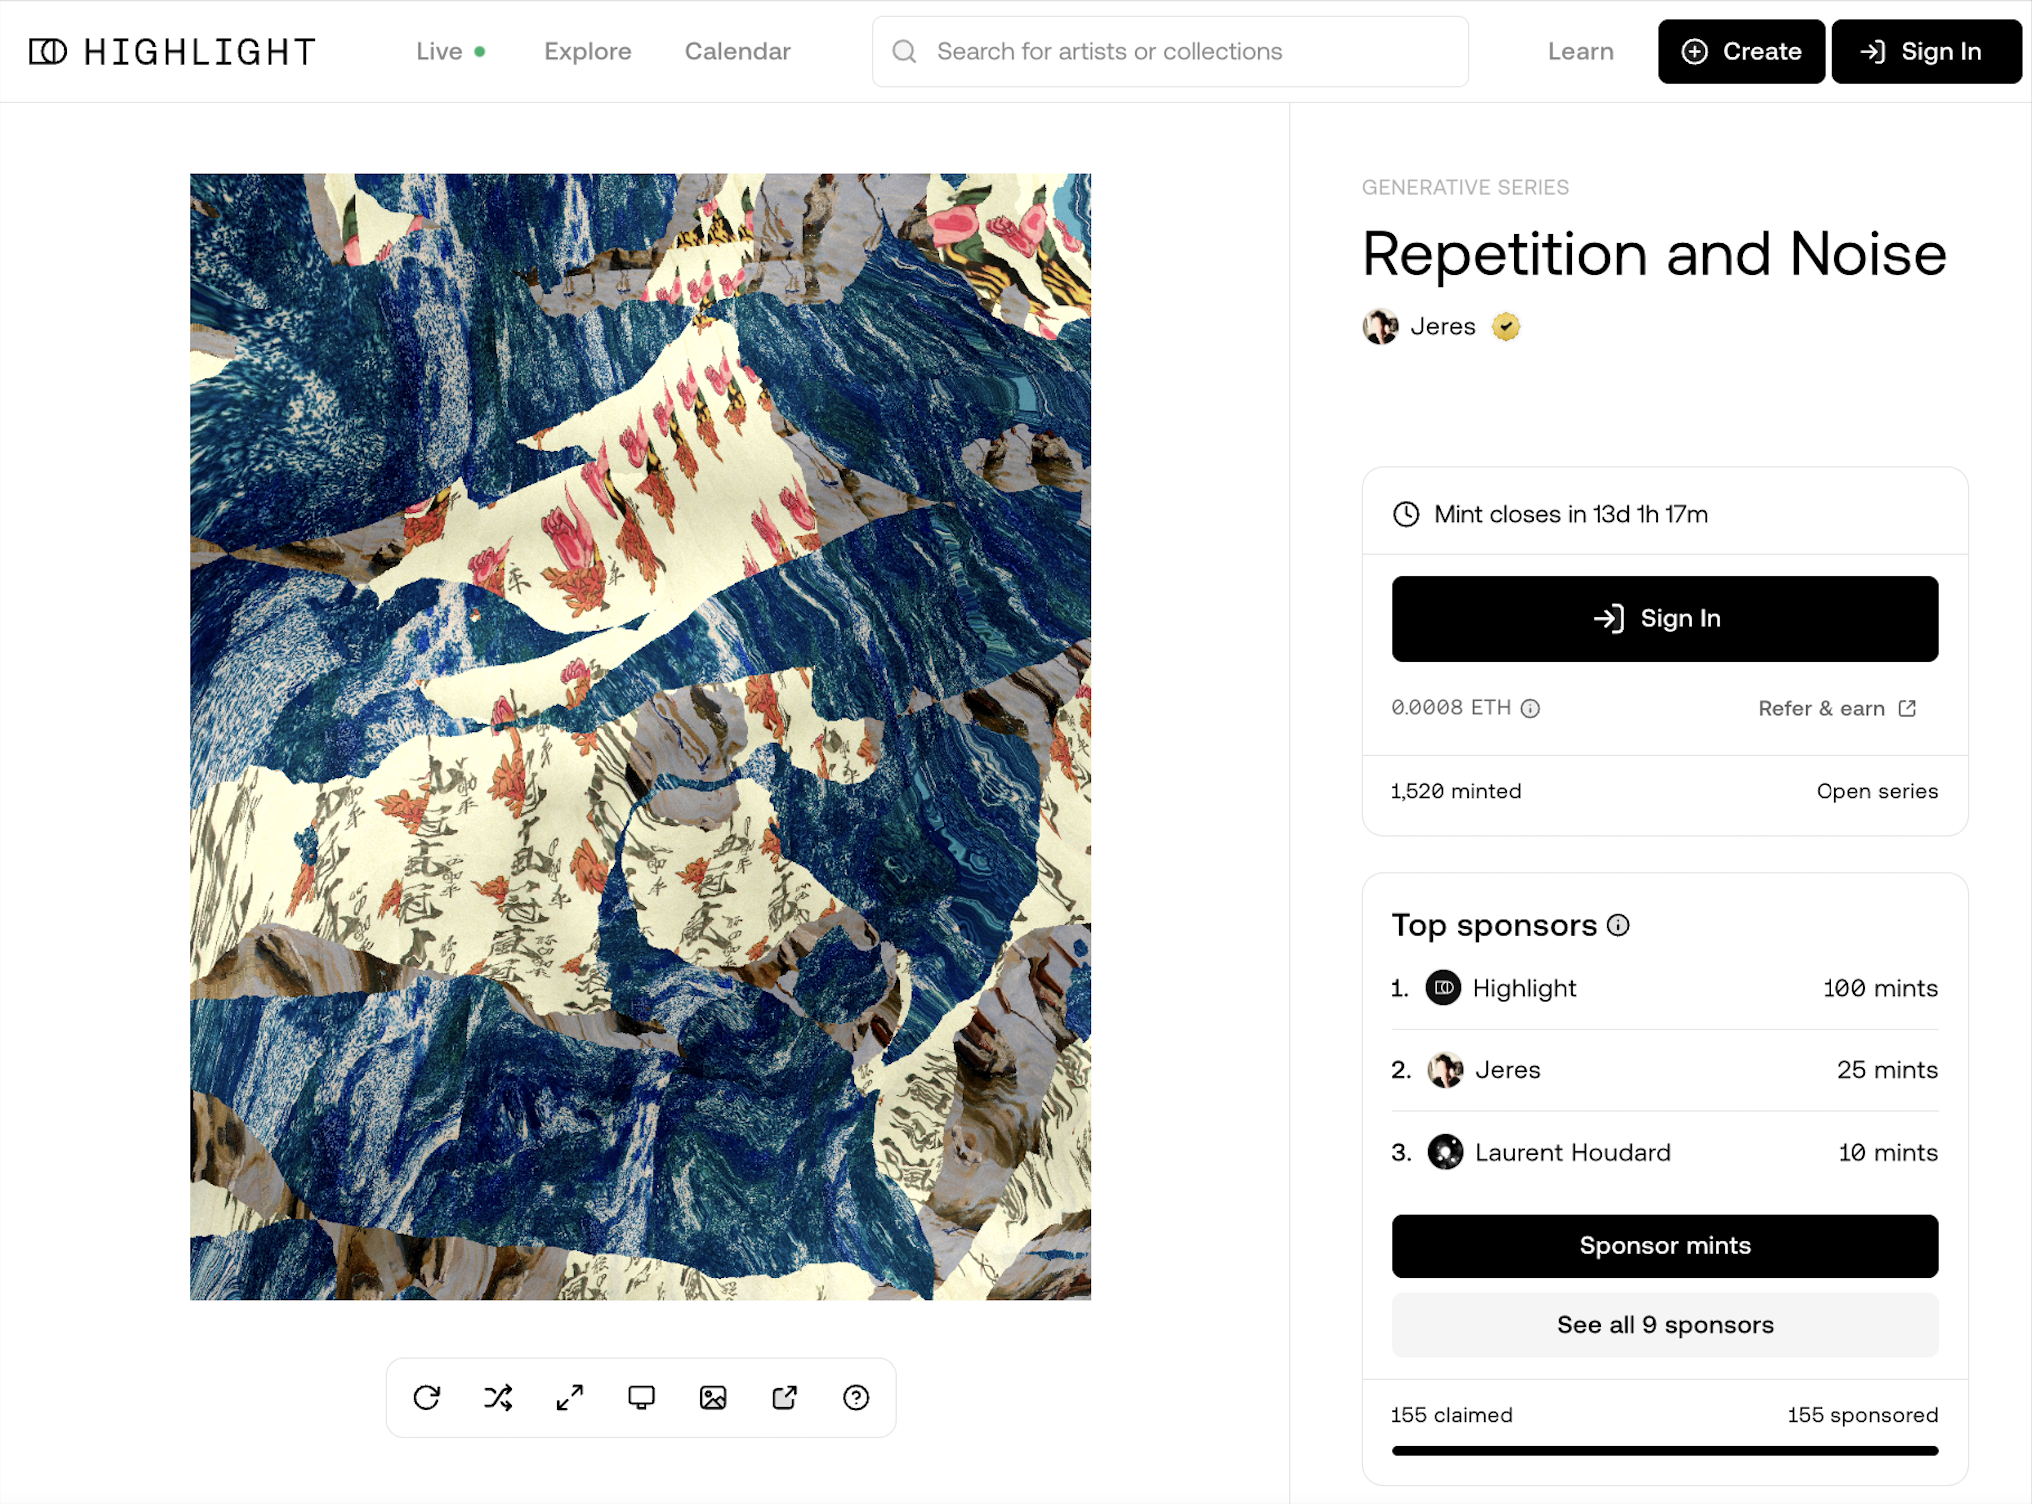 HIGHLIGHT
Live
Explore
Calendar
Search for artists or collections
Learn
Create
Sign In
GENERATIVE SERIES
Repetition and Noise
Jeres
Mint closes in 13d 1h 17m
Sign In
0.0008 ETH
Refer & earn
1,520 minted
Open series
Top sponsors
1. Highlight 100 mints
2. Jeres 25 mints
3. Laurent Houdard 10 mints
Sponsor mints
See all 9 sponsors
155 claimed
155 sponsored